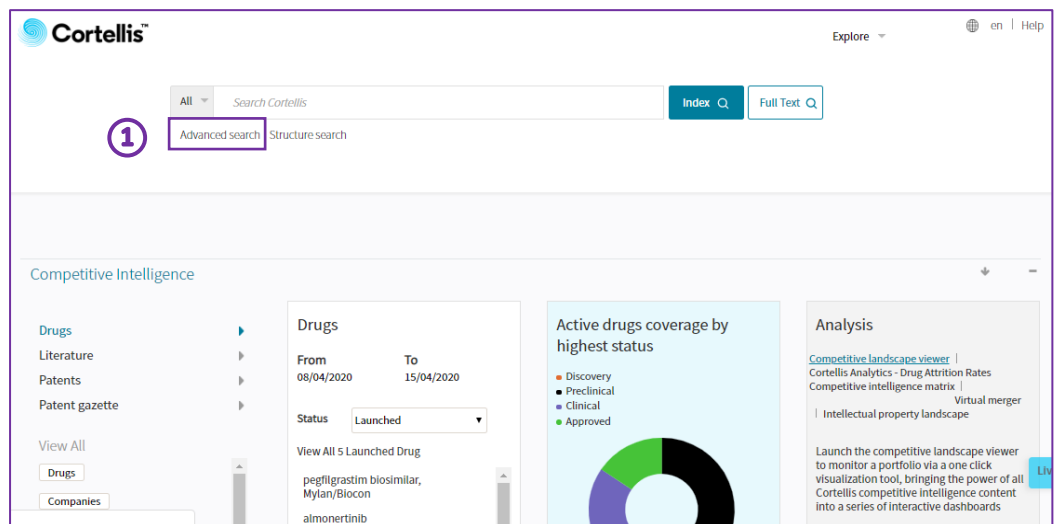 Cortellis™
Explore
en | Help
All
Search Cortellis
Index
Full Text
1
Advanced search
Structure search
Competitive Intelligence
Drugs
Literature
Patents
Patent gazette
View All
Drugs
Companies
Drugs
From
To
08/04/2020
15/04/2020
Status
Launched
View All 5 Launched Drug
pegfilgrastim biosimilar,
Mylan/Biocon
almonertinib
Active drugs coverage by
highest status
Discovery
Preclinical
Clinical
Approved
Analysis
Competitive landscape viewer |
Cortellis Analytics - Drug Attrition Rates
Competitive intelligence matrix |
Virtual merger
| Intellectual property landscape
Launch the competitive landscape viewer
to monitor a portfolio via a one click
visualization tool, bringing the power of all
Cortellis competitive intelligence content
into a series of interactive dashboards